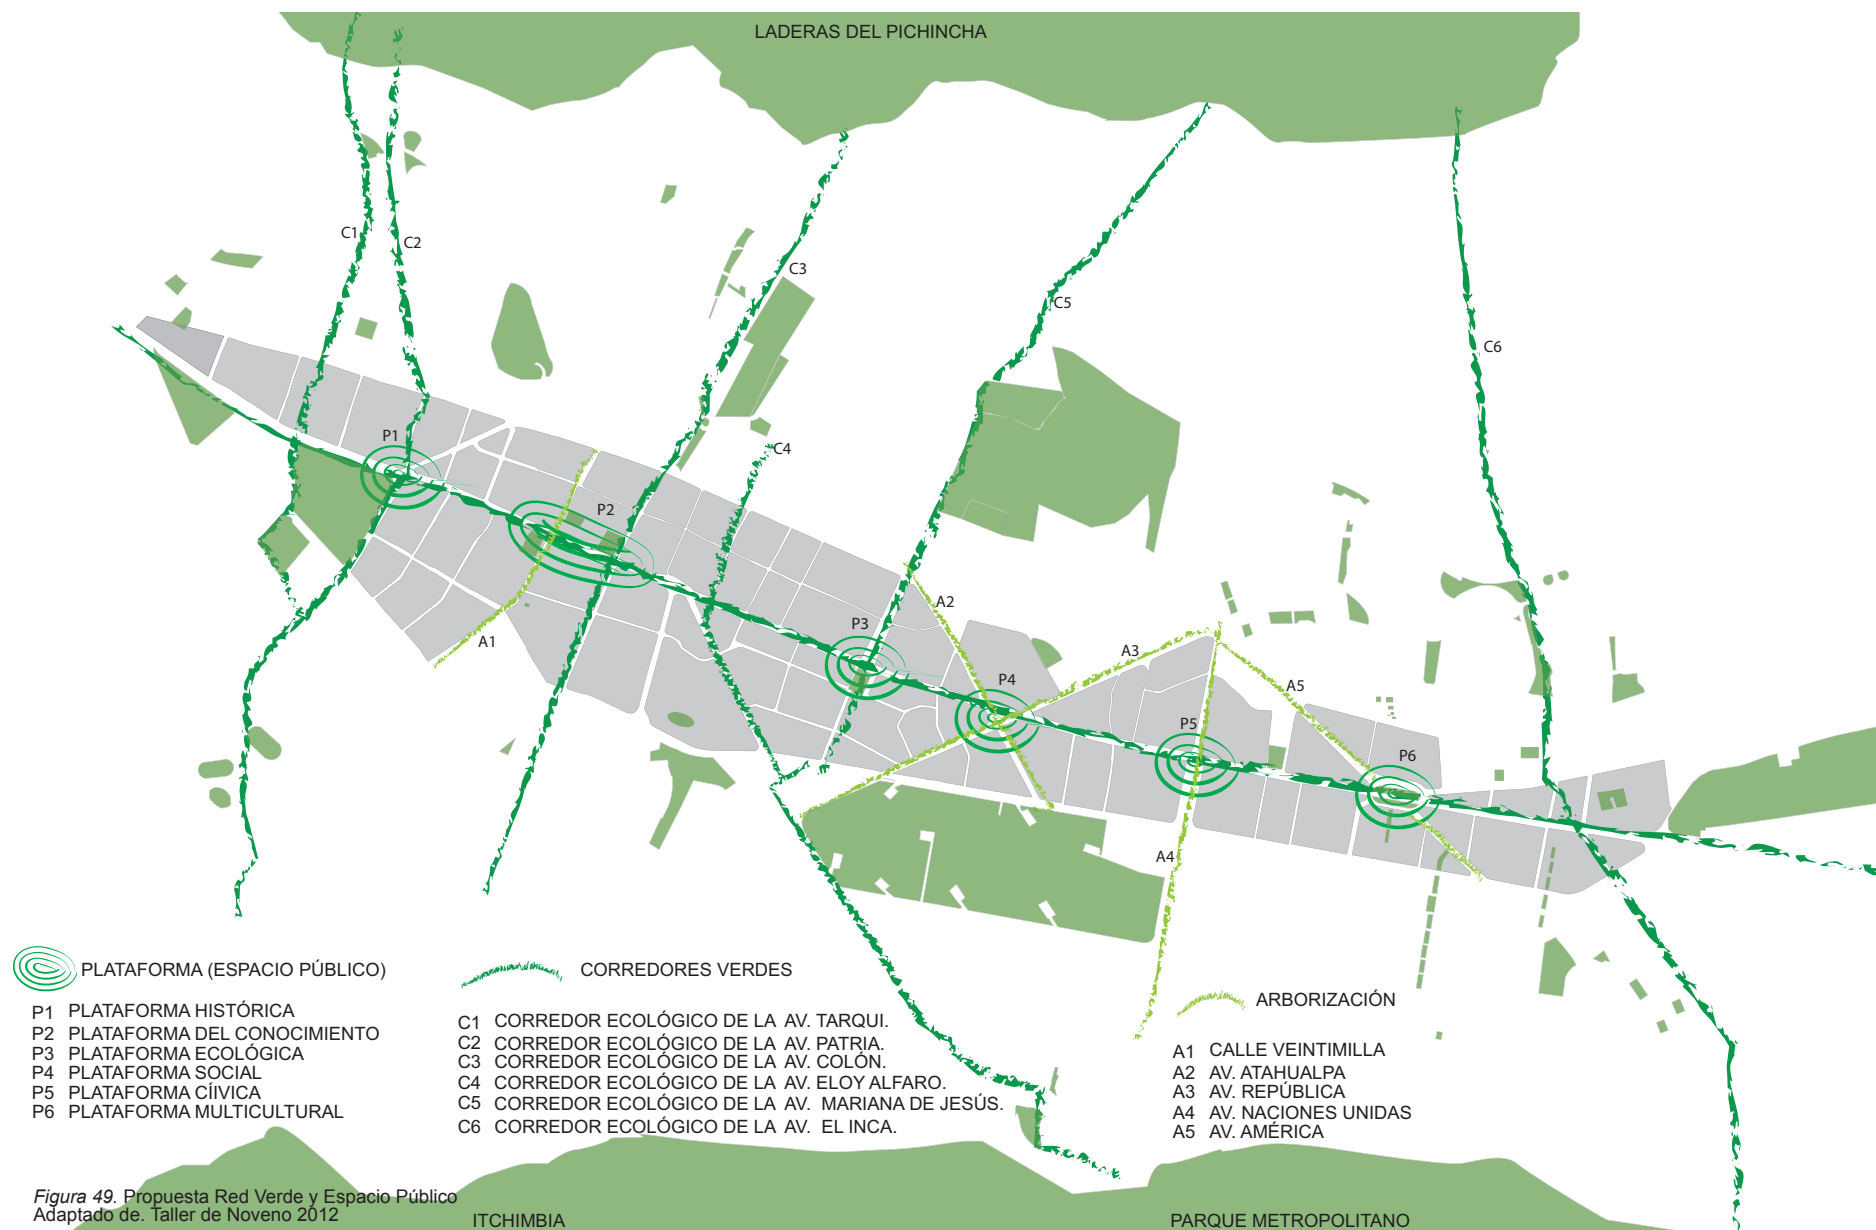 LADERAS DEL PICHINCHA
C1
C2
C3
C5
C6
C4
P1
P2
A1
A2
P3
A3
P4
A5
P5
P6
A4
PLATAFORMA (ESPACIO PÚBLICO)
P1 PLATAFORMA HISTÓRICA
P2 PLATAFORMA DEL CONOCIMIENTO
P3 PLATAFORMA ECOLÓGICA
P4 PLATAFORMA SOCIAL
P5 PLATAFORMA CÍIVICA
P6 PLATAFORMA MULTICULTURAL
CORREDORES VERDES
C1 CORREDOR ECOLÓGICO DE LA AV. TARQUI.
C2 CORREDOR ECOLÓGICO DE LA AV. PATRIA.
C3 CORREDOR ECOLÓGICO DE LA AV. COLÓN.
C4 CORREDOR ECOLÓGICO DE LA AV. ELOY ALFARO.
C5 CORREDOR ECOLÓGICO DE LA AV. MARIANA DE JESÚS.
C6 CORREDOR ECOLÓGICO DE LA AV. EL INCA.
ARBORIZACIÓN
A1 CALLE VEINTIMILLA
A2 AV. ATAHUALPA
A3 AV. REPÚBLICA
A4 AV. NACIONES UNIDAS
A5 AV. AMÉRICA
Figura 49. Propuesta Red Verde y Espacio Público
Adaptado de. Taller de Noveno 2012
ITCHIMBIA
PARQUE METROPOLITANO